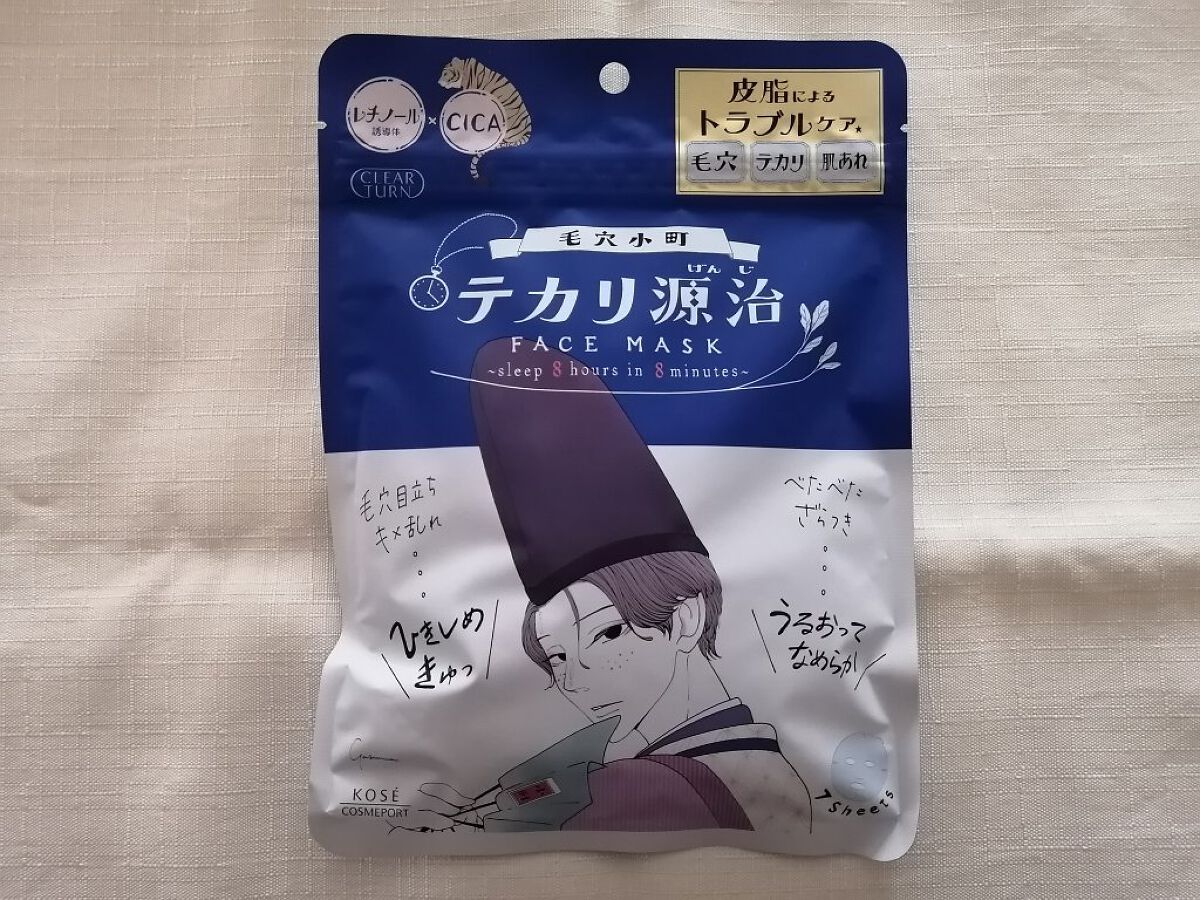 レチノール
誘導体
×
CICA
CICA
CLEAR
TURN
皮脂による
トラブルケア★
毛穴 テカリ 肌あれ
毛穴小町
げんじ
テカリ源治
FACE MASK
~sleep 8 hours in 8 minutes~
毛穴目立ち
キメ乱れ
ひきしめ
きゅっ
べたべた
ざらつき
うるおって
なめらか
KOSÉ
COSMEPORT
7 sheets